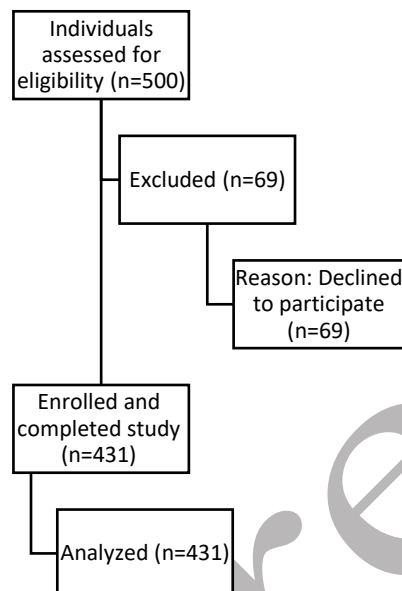 Individuals
assessed for
eligibility (n=500)
Excluded (n=69)
Reason: Declined
to participate
(n=69)
Enrolled and
completed study
(n=431)
Analyzed (n=431)